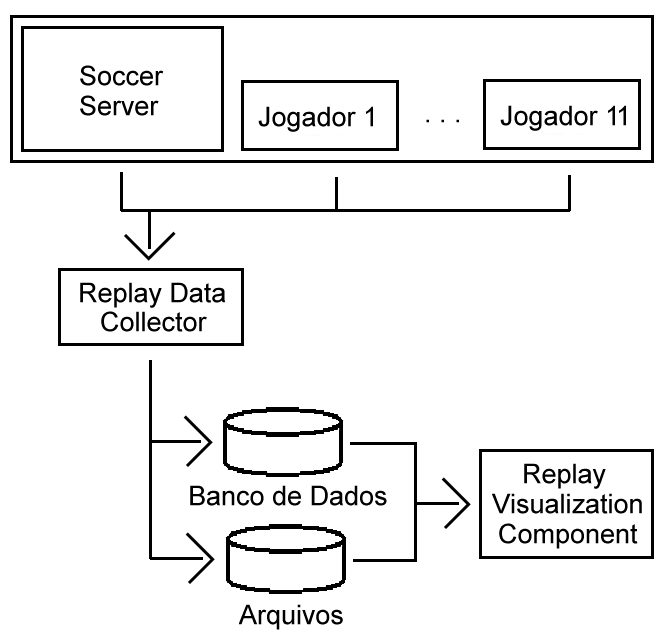 Soccer
Server
Jogador 1
. . .
Jogador 11
Replay Data
Collector
Banco de Dados
Replay
Visualization
Component
Arquivos